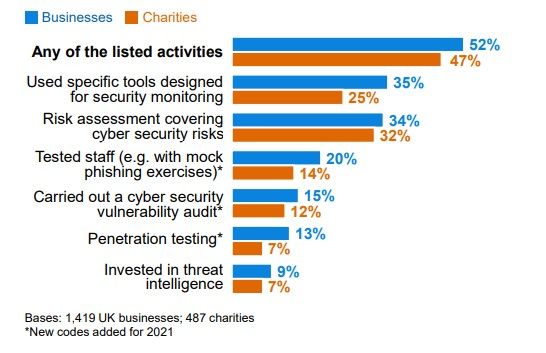 Businesses Charities
Any of the listed activities 52%
47%
Used specific tools designed 35%
for security monitoring 25%
Risk assessment covering 34%
cyber security risks 32%
Tested staff (e.g. with mock 20%
phishing exercises)* 14%
Carried out a cyber security 15%
vulnerability audit* 12%
Penetration testing* 13%
7%
Invested in threat 9%
intelligence 7%
Bases: 1,419 UK businesses; 487 charities
*New codes added for 2021